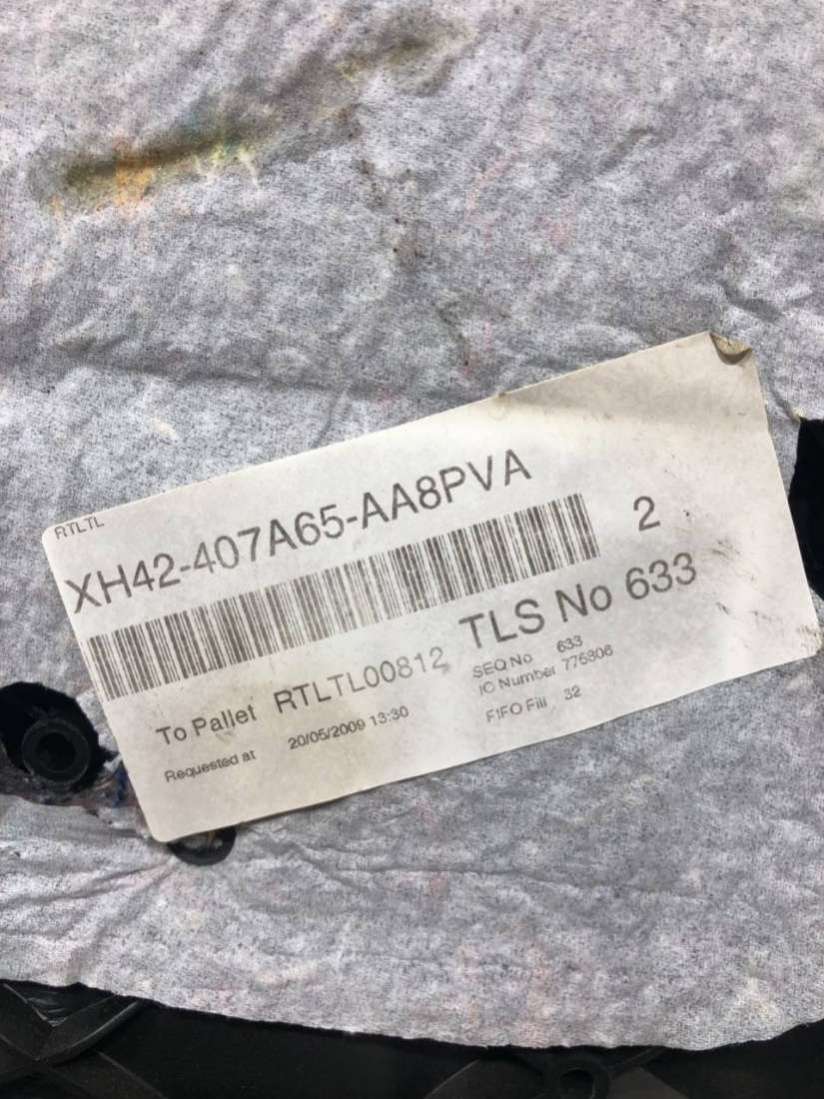 RTLTL
XH42-407A65-AA8PVA
2
To Pallet RTLTL00812 TLS No 633
Requested at 20/05/2009 13:30
SEQ No 633
IC Number 775306
FIFO Fill 32